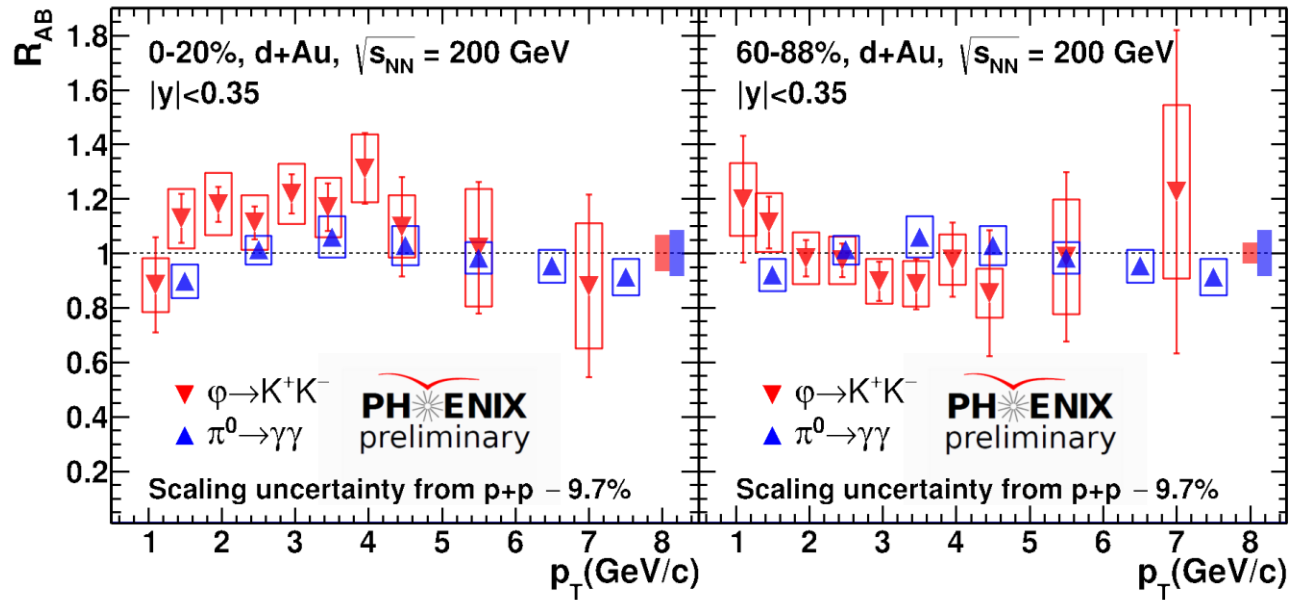 R_AB
1.8
1.6
1.4
1.2
1
0.8
0.6
0.4
0.2
0-20%, d+Au, √s_NN = 200 GeV
|y|<0.35
φ→K⁺K⁻
π⁰→γγ
PHENIX
preliminary
Scaling uncertainty from p+p − 9.7%
1 2 3 4 5 6 7 8
p_T(GeV/c)
60-88%, d+Au, √s_NN = 200 GeV
|y|<0.35
φ→K⁺K⁻
π⁰→γγ
PHENIX
preliminary
Scaling uncertainty from p+p − 9.7%
1 2 3 4 5 6 7 8
p_T(GeV/c)